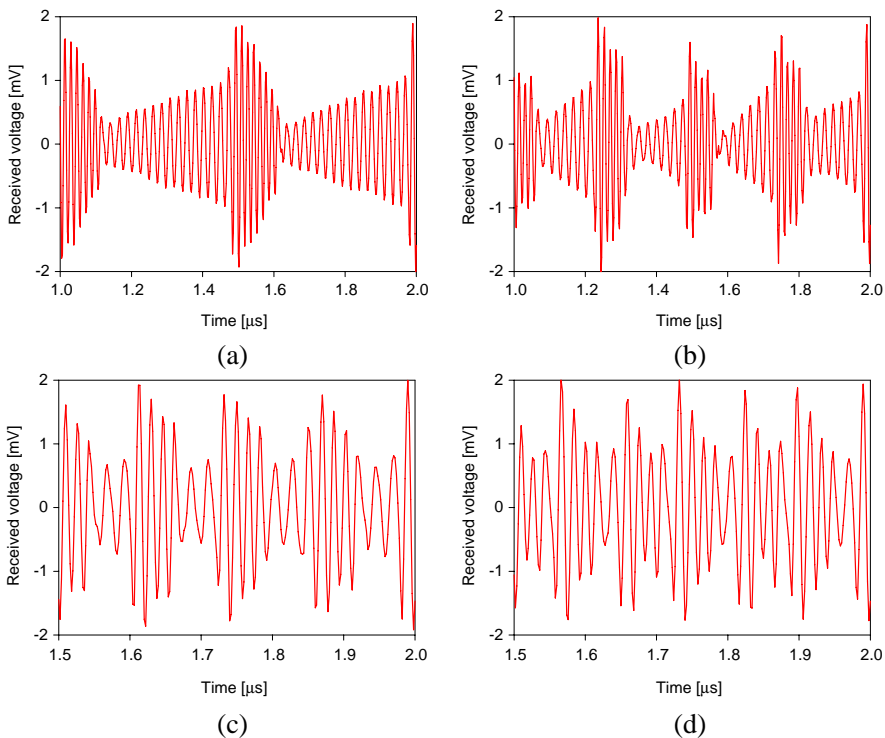 2
1
0
-1
-2
Received voltage [mV]
1.0 1.2 1.4 1.6 1.8 2.0
Time [μs]
(a)
2
1
0
-1
-2
Received voltage [mV]
1.0 1.2 1.4 1.6 1.8 2.0
Time [μs]
(b)
2
1
0
-1
-2
Received voltage [mV]
1.5 1.6 1.7 1.8 1.9 2.0
Time [μs]
(c)
2
1
0
-1
-2
Received voltage [mV]
1.5 1.6 1.7 1.8 1.9 2.0
Time [μs]
(d)